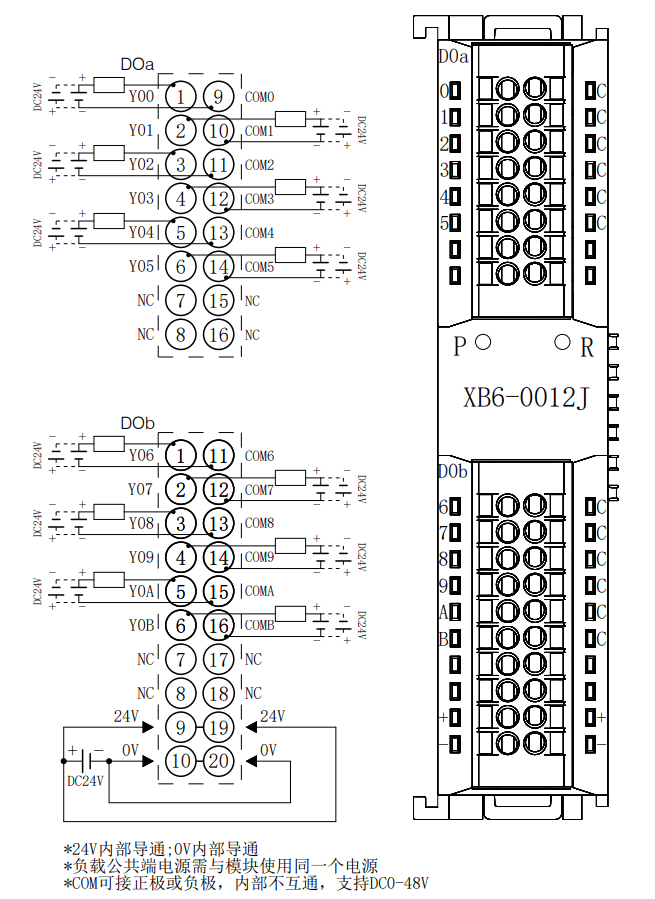 DOa
DC24V
Y00 1 9 COM0
Y01 2 10 COM1
DC24V
DC24V
Y02 3 11 COM2
Y03 4 12 COM3
DC24V
DC24V
Y04 5 13 COM4
Y05 6 14 COM5
DC24V
NC 7 15 NC
NC 8 16 NC
DOb
DC24V
Y06 1 11 COM6
Y07 2 12 COM7
DC24V
DC24V
Y08 3 13 COM8
Y09 4 14 COM9
DC24V
DC24V
Y0A 5 15 COMA
Y0B 6 16 COMB
DC24V
NC 7 17 NC
NC 8 18 NC
24V 9 19 24V
0V 10 20 0V
+ −
DC24V
*24V内部导通;0V内部导通
*负载公共端电源需与模块使用同一个电源
*COM可接正极或负极，内部不互通，支持DC0-48V
DOa
0 C
1 C
2 C
3 C
4 C
5 C
P R
XB6-0012J
DOb
6 C
7 C
8 C
9 C
A C
B C
+ +
- -